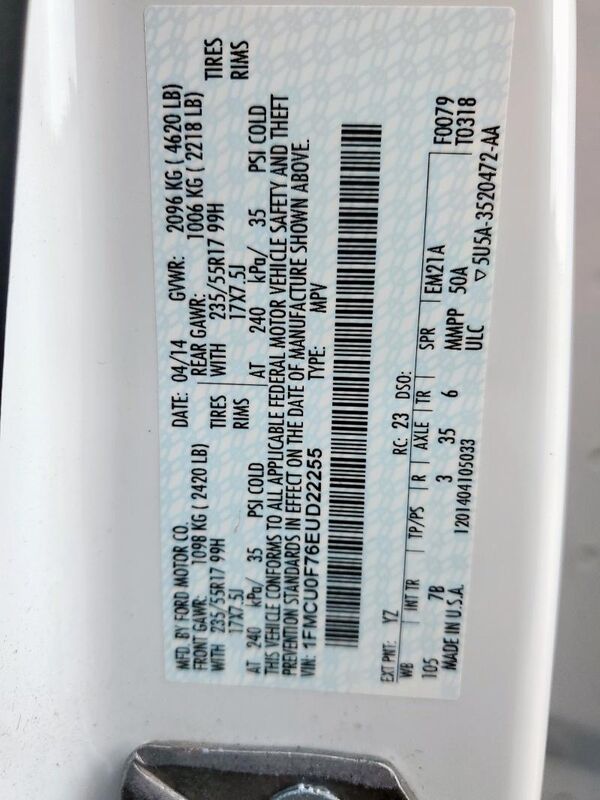 MFD. BY FORD MOTOR CO. DATE: 04/14 GVWR: 2096 KG ( 4620 LB)
FRONT GAWR: 1098 KG ( 2420 LB) REAR GAWR: 1006 KG ( 2218 LB)
WITH 235/55R17 99H TIRES WITH 235/55R17 99H TIRES
17X7.5J RIMS 17X7.5J RIMS
AT 240 kPa/ 35 PSI COLD AT 240 kPa/ 35 PSI COLD
THIS VEHICLE CONFORMS TO ALL APPLICABLE FEDERAL MOTOR VEHICLE SAFETY AND THEFT
PREVENTION STANDARDS IN EFFECT ON THE DATE OF MANUFACTURE SHOWN ABOVE.
VIN: 1FMCU0F76EUD22255 TYPE: MPV
EXT PNT: YZ RC: 23 DSO:
WB INT TR TP/PS R AXLE TR SPR EM21A F0079
105 7B 3 35 6 MMPP 50A T0318
MADE IN U.S.A. 1201404105033 ULC ▽5U5A-3520472-AA